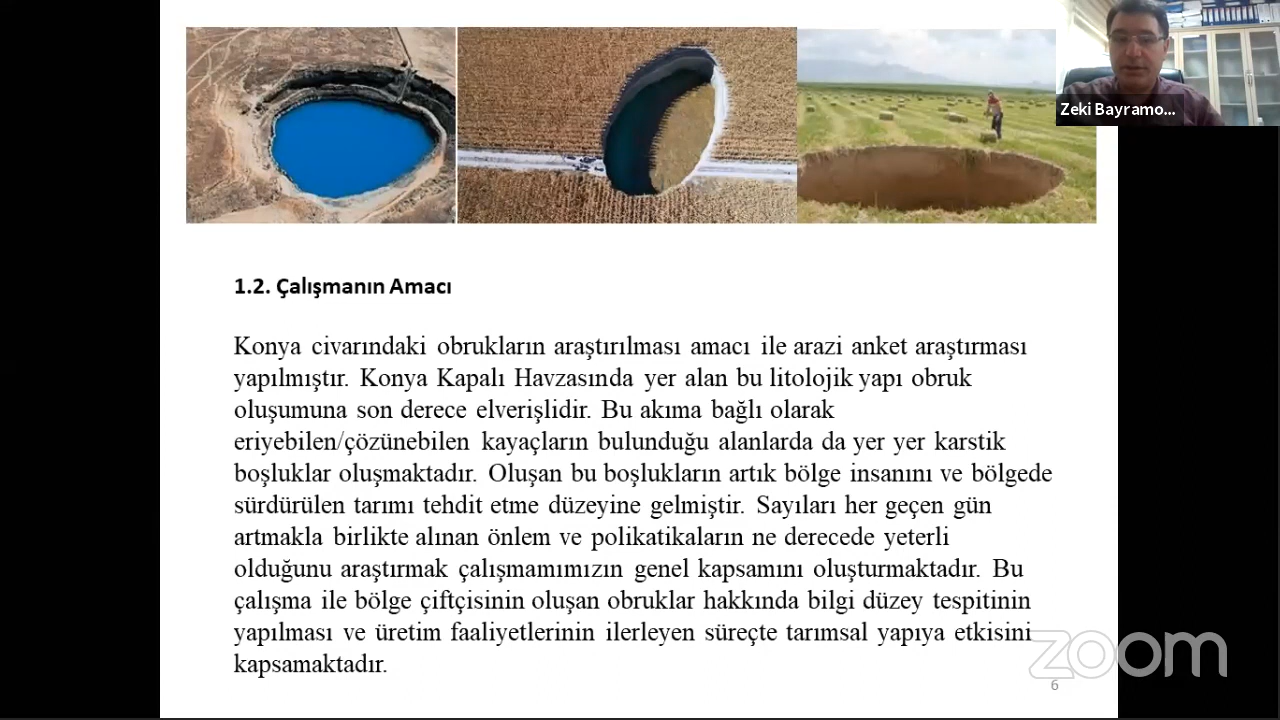 Zeki Bayramo...
1.2. Çalışmanın Amacı
Konya civarındaki obrukların araştırılması amacı ile arazi anket araştırması
yapılmıştır. Konya Kapalı Havzasında yer alan bu litolojik yapı obruk
oluşumuna son derece elverişlidir. Bu akıma bağlı olarak
eriyebilen/çözünebilen kayaçların bulunduğu alanlarda da yer yer karstik
boşluklar oluşmaktadır. Oluşan bu boşlukların artık bölge insanını ve bölgede
sürdürülen tarımı tehdit etme düzeyine gelmiştir. Sayıları her geçen gün
artmakla birlikte alınan önlem ve polikatikaların ne derecede yeterli
olduğunu araştırmak çalışmamımızın genel kapsamını oluşturmaktadır. Bu
çalışma ile bölge çiftçisinin oluşan obruklar hakkında bilgi düzey tespitinin
yapılması ve üretim faaliyetlerinin ilerleyen süreçte tarımsal yapıya etkisini
kapsamaktadır.
zoom
6